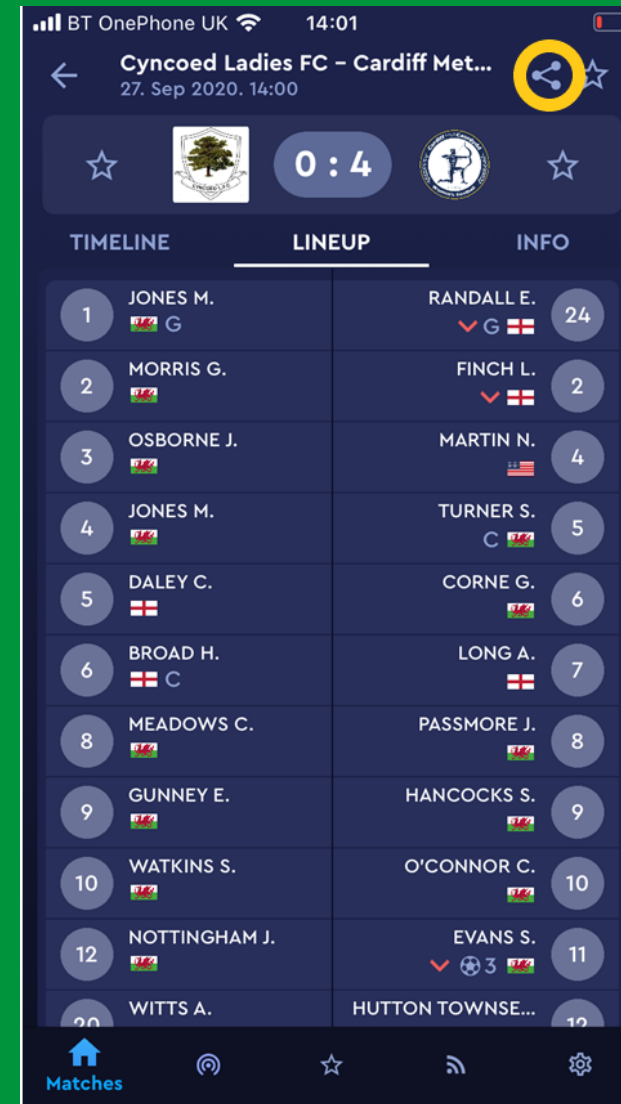 BT OnePhone UK 14:01
Cyncoed Ladies FC – Cardiff Met...
27. Sep 2020. 14:00
0 : 4
TIMELINE LINEUP INFO
1 JONES M. RANDALL E. 24
G G
2 MORRIS G. FINCH L. 2
3 OSBORNE J. MARTIN N. 4
4 JONES M. TURNER S. 5
C
5 DALEY C. CORNE G. 6
6 BROAD H. LONG A. 7
C
8 MEADOWS C. PASSMORE J. 8
9 GUNNEY E. HANCOCKS S. 9
10 WATKINS S. O'CONNOR C. 10
12 NOTTINGHAM J. EVANS S. 11
3
20 WITTS A. HUTTON TOWNSE... 12
Matches